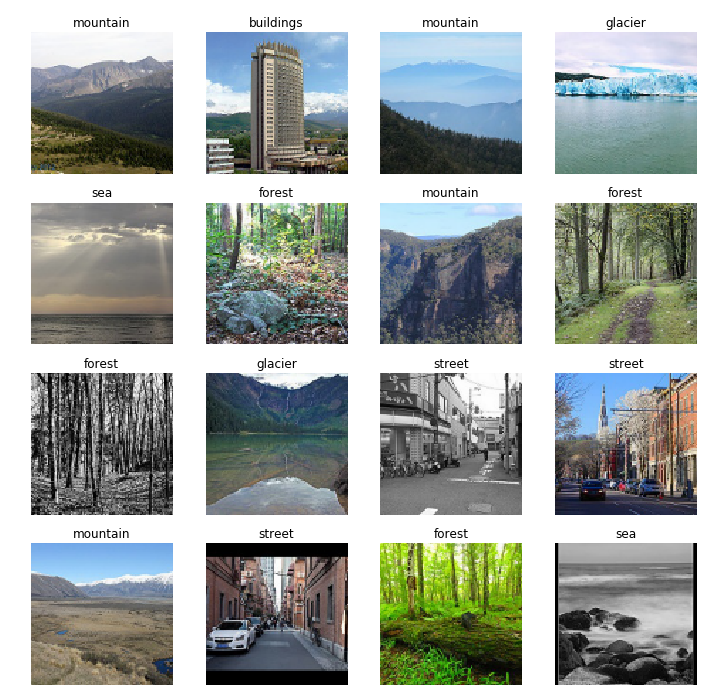 mountain
buildings
mountain
glacier
sea
forest
mountain
forest
forest
glacier
street
street
mountain
street
forest
sea